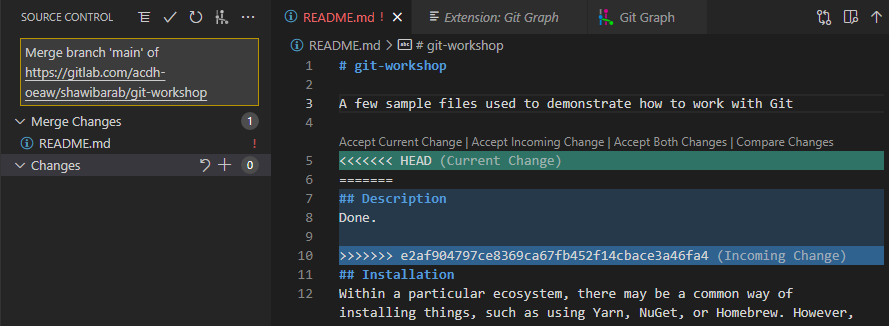 SOURCE CONTROL
README.md ! Extension: Git Graph Git Graph
Merge branch 'main' of
https://gitlab.com/acdh-
oeaw/shawibarab/git-workshop
Merge Changes 1
README.md !
Changes 0
README.md > # git-workshop
1 # git-workshop
2
3 A few sample files used to demonstrate how to work with Git
4
Accept Current Change | Accept Incoming Change | Accept Both Changes | Compare Changes
5 <<<<<<< HEAD (Current Change)
6 =======
7 ## Description
8 Done.
9
10 >>>>>>> e2af904797ce8369ca67fb452f14cbace3a46fa4 (Incoming Change)
11 ## Installation
12 Within a particular ecosystem, there may be a common way of
installing things, such as using Yarn, NuGet, or Homebrew. However,